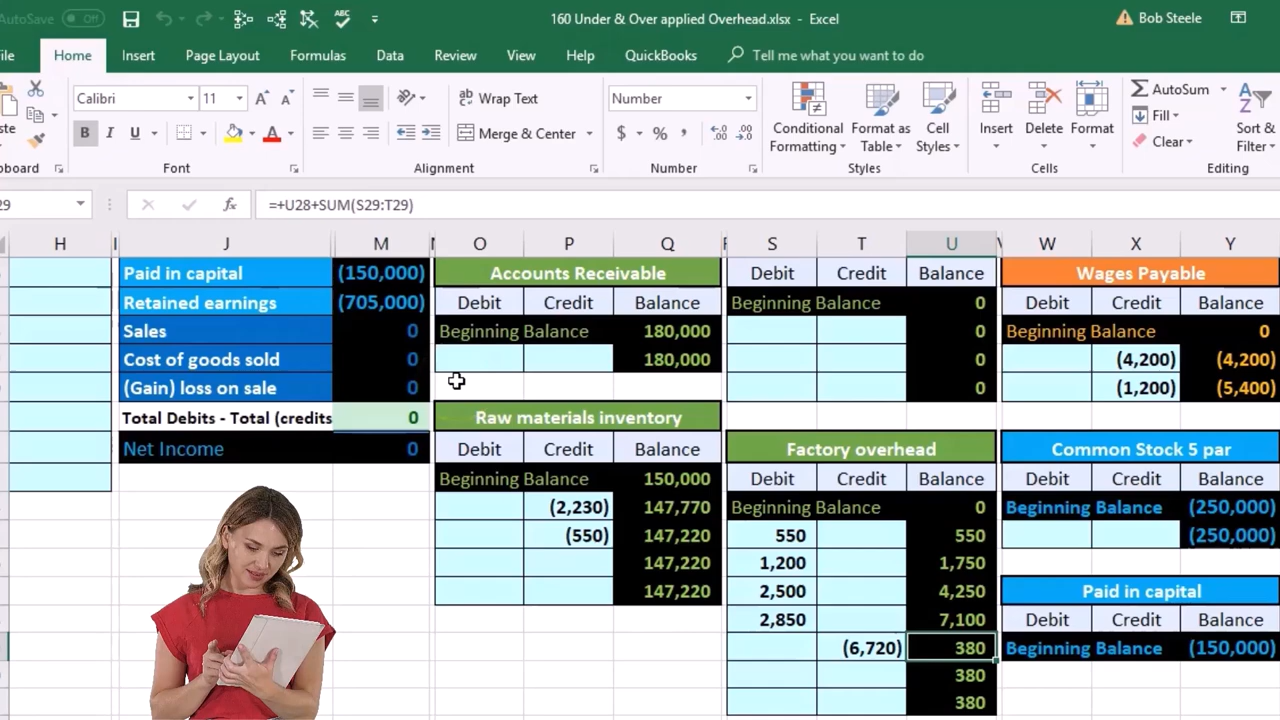 AutoSave Off 160 Under & Over applied Overhead.xlsx - Excel Bob Steele
ile Home Insert Page Layout Formulas Data Review View Help QuickBooks Tell me what you want to do
Calibri 11 Wrap Text Number AutoSum
B I U Merge & Center $ % Conditional Formatting Format as Table Cell Styles Insert Delete Format Fill Clear Sort & Filter
ste
pboard Font Alignment Number Styles Cells Editing
29 fx =+U28+SUM(S29:T29)
H I J M N O P Q R S T U V W X Y
Paid in capital (150,000) Accounts Receivable Debit Credit Balance Wages Payable
Retained earnings (705,000) Debit Credit Balance Beginning Balance 0 Debit Credit Balance
Sales 0 Beginning Balance 180,000 0 Beginning Balance 0
Cost of goods sold 0 180,000 0 (4,200) (4,200)
(Gain) loss on sale 0 0 (1,200) (5,400)
Total Debits - Total (credits 0 Raw materials inventory
Net Income 0 Debit Credit Balance Factory overhead Common Stock 5 par
Beginning Balance 150,000 Debit Credit Balance Debit Credit Balance
(2,230) 147,770 Beginning Balance 0 Beginning Balance (250,000)
(550) 147,220 550 550 (250,000)
147,220 1,200 1,750
147,220 2,500 4,250 Paid in capital
2,850 7,100 Debit Credit Balance
(6,720) 380 Beginning Balance (150,000)
380
380